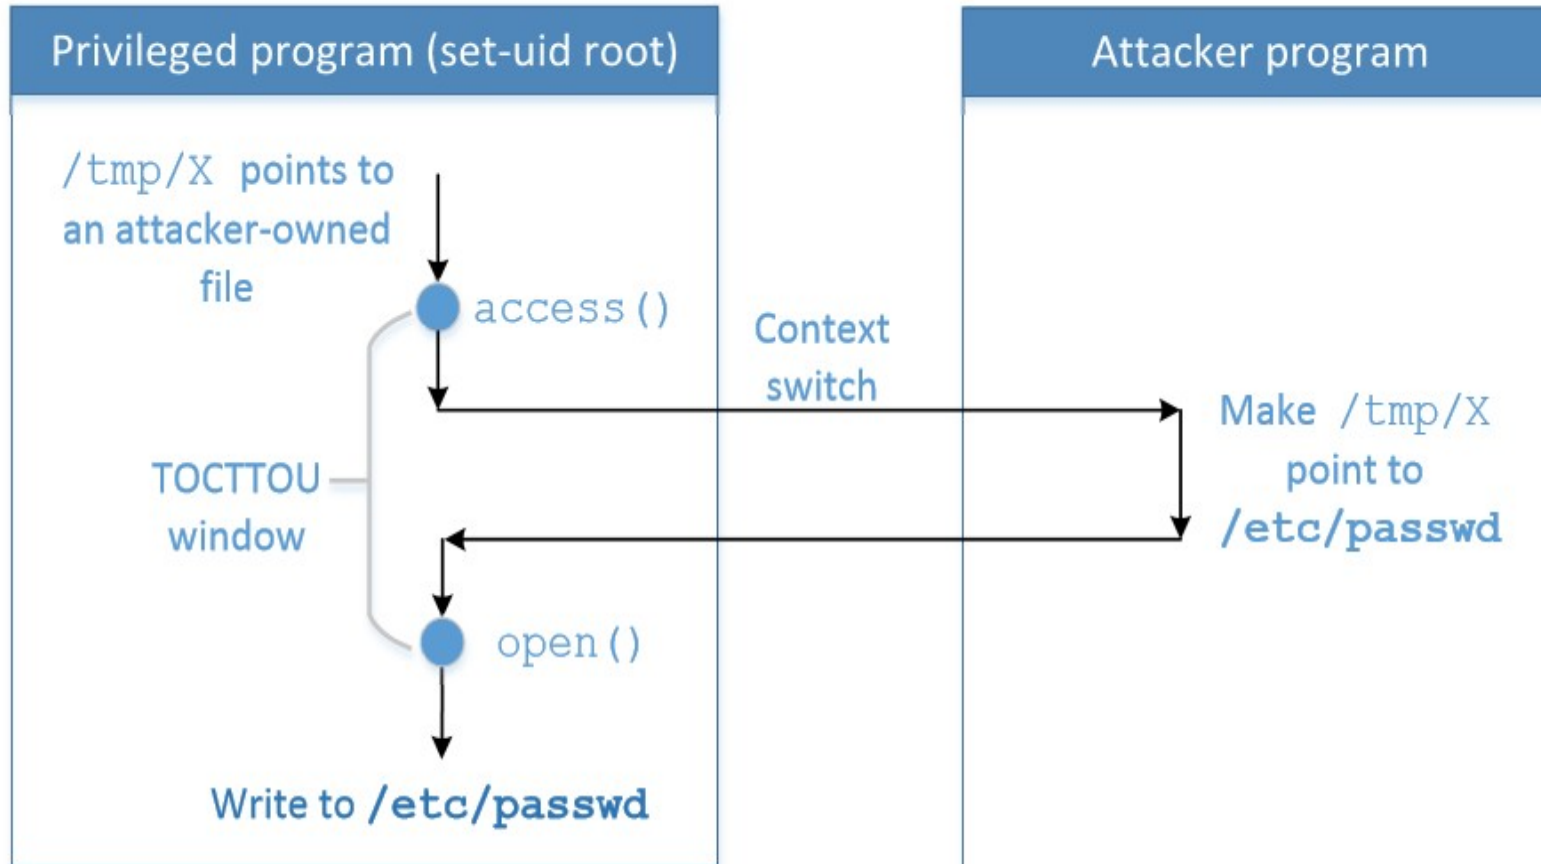 Privileged program (set-uid root)
Attacker program
/tmp/X points to
an attacker-owned
file
access()
Context
switch
Make /tmp/X
point to
/etc/passwd
TOCTTOU
window
open()
Write to /etc/passwd